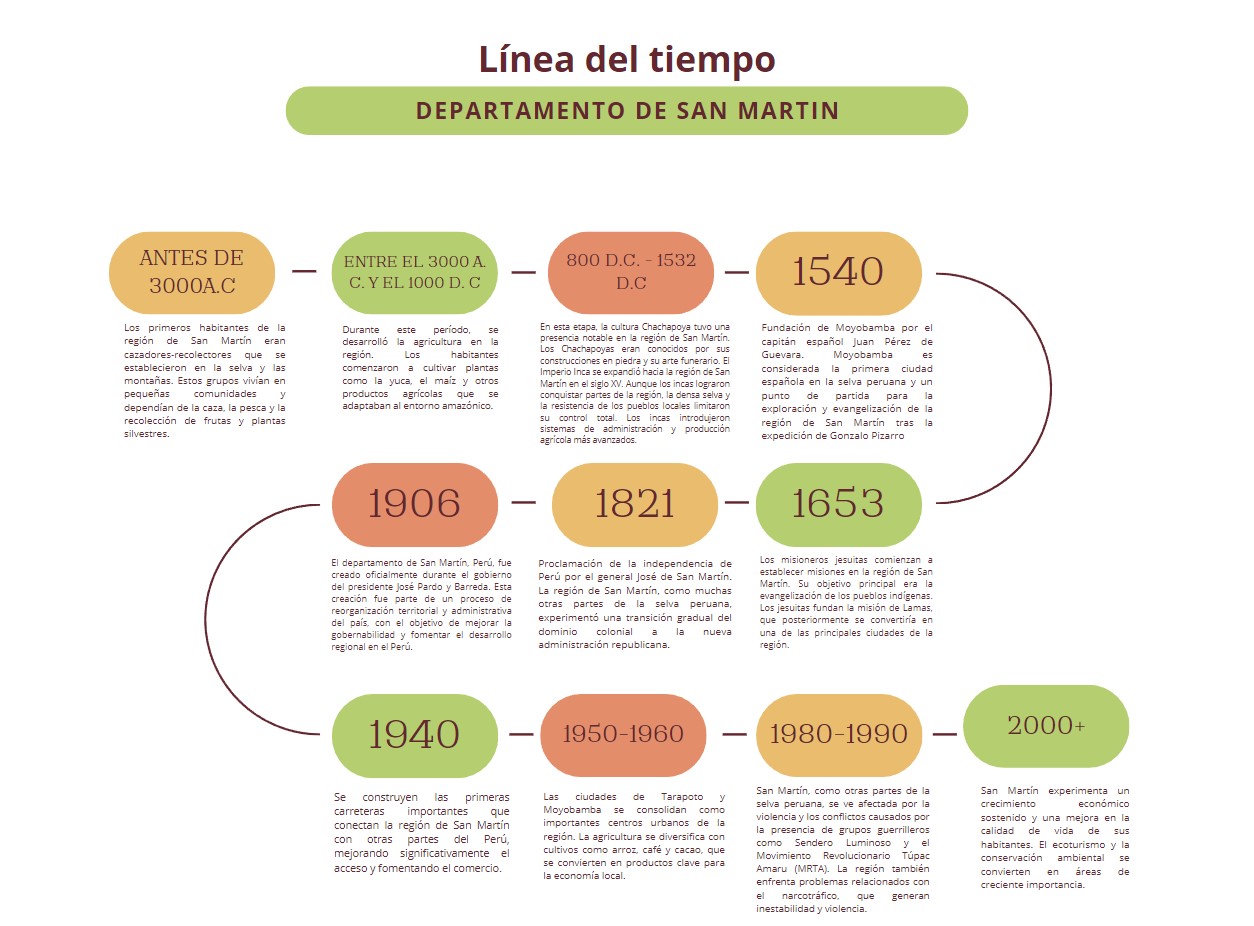 Línea del tiempo
DEPARTAMENTO DE SAN MARTIN
ANTES DE
3000A.C
Los primeros habitantes de la
región de San Martín eran
cazadores-recolectores que se
establecieron en la selva y las
montañas. Estos grupos vivían en
pequeñas comunidades y
dependían de la caza, la pesca y la
recolección de frutas y plantas
silvestres.
ENTRE EL 3000 A.
C. Y EL 1000 D. C
Durante este período, se
desarrolló la agricultura en la
región. Los habitantes
comenzaron a cultivar plantas
como la yuca, el maíz y otros
productos agrícolas que se
adaptaban al entorno amazónico.
800 D.C. - 1532
D.C
En esta etapa, la cultura Chachapoya tuvo una
presencia notable en la región de San Martín.
Los Chachapoyas eran conocidos por sus
construcciones en piedra y su arte funerario. El
Imperio Inca se expandió hacia la región de San
Martín en el siglo XV. Aunque los incas lograron
conquistar partes de la región, la densa selva y
la resistencia de los pueblos locales limitaron
su control total. Los incas introdujeron
sistemas de administración y producción
agrícola más avanzados.
1540
Fundación de Moyobamba por el
capitán español Juan Pérez de
Guevara. Moyobamba es
considerada la primera ciudad
española en la selva peruana y un
punto de partida para la
exploración y evangelización de la
región de San Martín tras la
expedición de Gonzalo Pizarro
1653
Los misioneros jesuitas comienzan a
establecer misiones en la región de San
Martín. Su objetivo principal era la
evangelización de los pueblos indígenas.
Los jesuitas fundan la misión de Lamas,
que posteriormente se convertiría en
una de las principales ciudades de la
región.
1821
Proclamación de la independencia de
Perú por el general José de San Martín.
La región de San Martín, como muchas
otras partes de la selva peruana,
experimentó una transición gradual del
dominio colonial a la nueva
administración republicana.
1906
El departamento de San Martín, Perú, fue
creado oficialmente durante el gobierno
del presidente José Pardo y Barreda. Esta
creación fue parte de un proceso de
reorganización territorial y administrativa
del país, con el objetivo de mejorar la
gobernabilidad y fomentar el desarrollo
regional en el Perú.
1940
Se construyen las primeras
carreteras importantes que
conectan la región de San Martín
con otras partes del Perú,
mejorando significativamente el
acceso y fomentando el comercio.
1950-1960
Las ciudades de Tarapoto y
Moyobamba se consolidan como
importantes centros urbanos de la
región. La agricultura se diversifica con
cultivos como arroz, café y cacao, que
se convierten en productos clave para
la economía local.
1980-1990
San Martín, como otras partes de la
selva peruana, se ve afectada por la
violencia y los conflictos causados por
la presencia de grupos guerrilleros
como Sendero Luminoso y el
Movimiento Revolucionario Túpac
Amaru (MRTA). La región también
enfrenta problemas relacionados con
el narcotráfico, que generan
inestabilidad y violencia.
2000+
San Martín experimenta un
crecimiento económico
sostenido y una mejora en la
calidad de vida de sus
habitantes. El ecoturismo y la
conservación ambiental se
convierten en áreas de
creciente importancia.